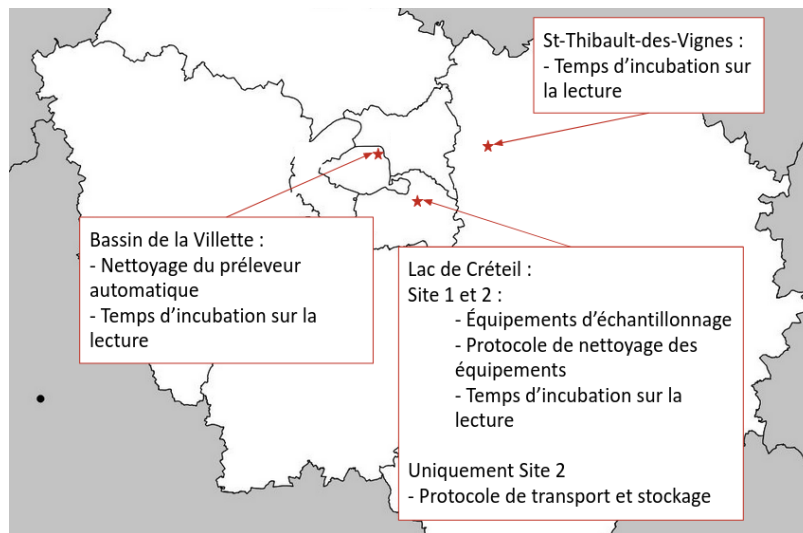 St-Thibault-des-Vignes :
- Temps d'incubation sur
la lecture
Bassin de la Villette :
- Nettoyage du préleveur
automatique
- Temps d'incubation sur la
lecture
Lac de Créteil :
Site 1 et 2 :
- Équipements d'échantillonnage
- Protocole de nettoyage des
équipements
- Temps d'incubation sur la
lecture
Uniquement Site 2
- Protocole de transport et stockage